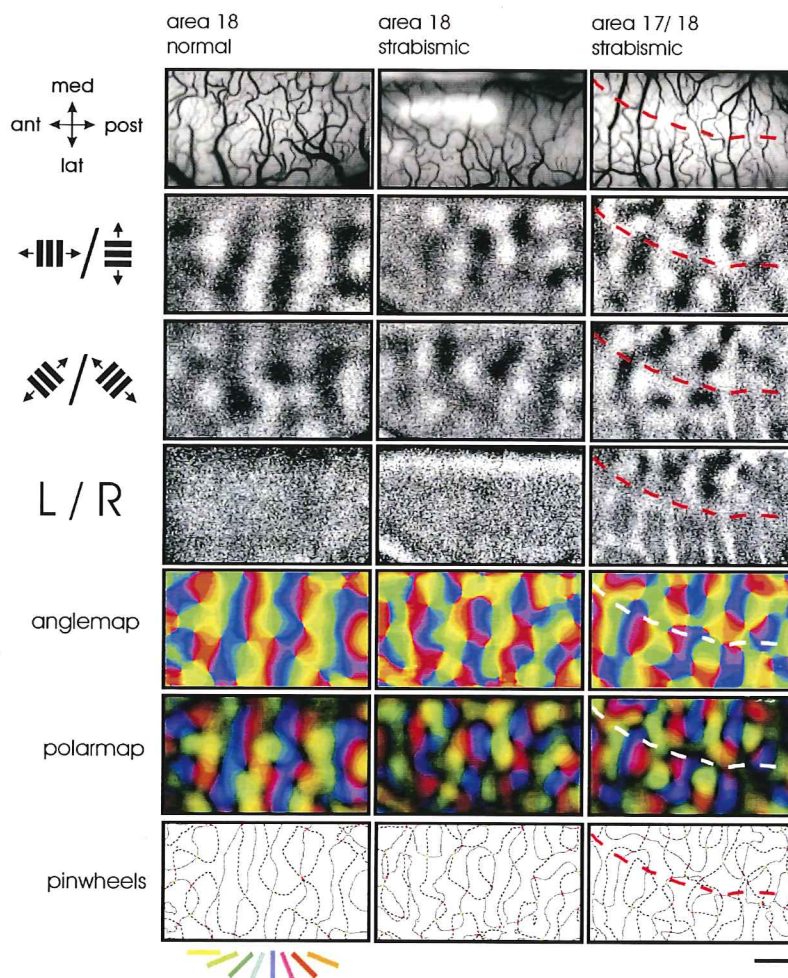 area 18
normal
area 18
strabismic
area 17/18
strabismic
med
ant
post
lat
/
/
L / R
anglemap
polarmap
pinwheels